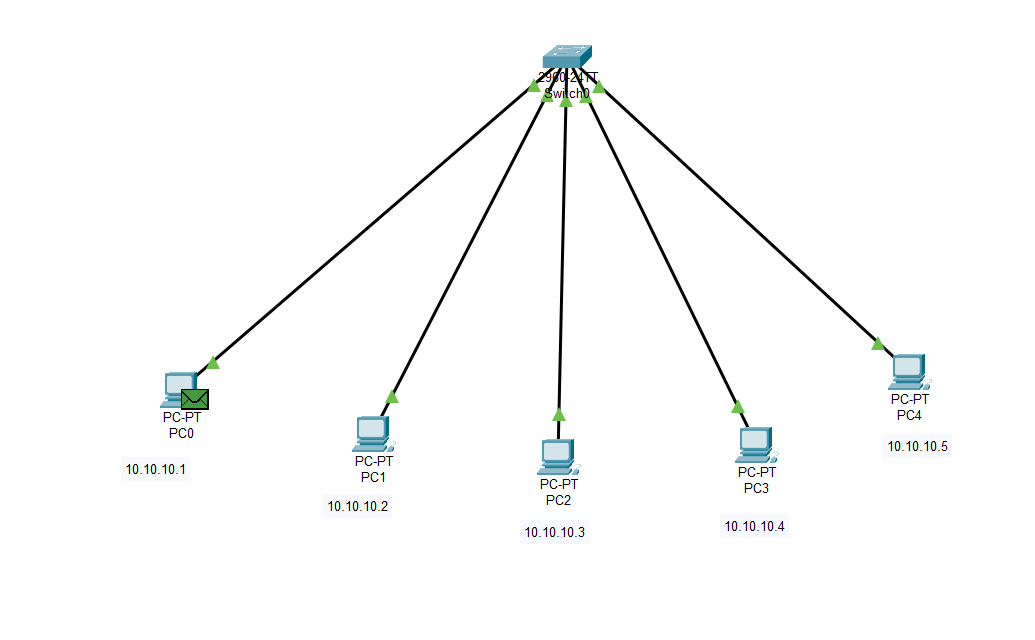 2960-24TT
Switch0
PC-PT
PC0
10.10.10.1
PC-PT
PC1
10.10.10.2
PC-PT
PC2
10.10.10.3
PC-PT
PC3
10.10.10.4
PC-PT
PC4
10.10.10.5